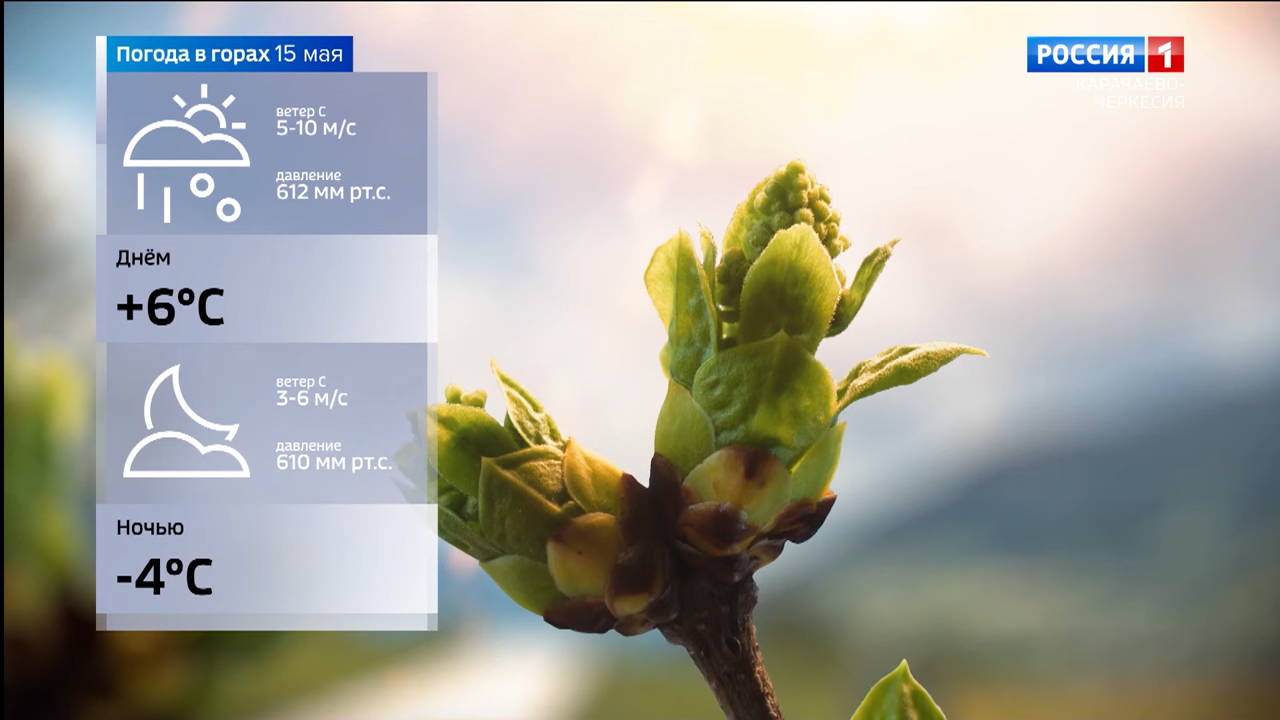 Погода в горах 15 мая
РОССИЯ 1
КАРАЧАЕВО-
ЧЕРКЕСИЯ
ветер С
5-10 м/с
давление
612 мм рт.с.
Днём
+6°C
ветер С
3-6 м/с
давление
610 мм рт.с.
Ночью
-4°C